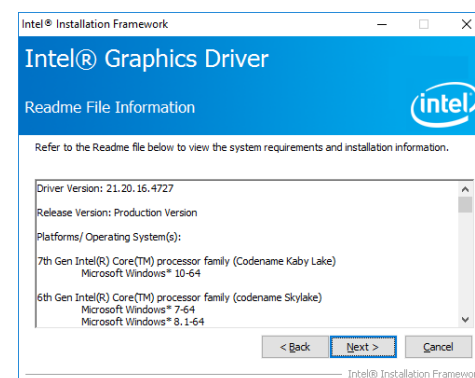 Intel® Installation Framework
Intel® Graphics Driver
Readme File Information
intel
Refer to the Readme file below to view the system requirements and installation information.
Driver Version: 21.20.16.4727
Release Version: Production Version
Platforms/ Operating System(s):
7th Gen Intel(R) Core(TM) processor family (Codename Kaby Lake)
Microsoft Windows* 10-64
6th Gen Intel(R) Core(TM) processor family (codename Skylake)
Microsoft Windows* 7-64
Microsoft Windows* 8.1-64
< Back Next > Cancel
Intel® Installation Framewor